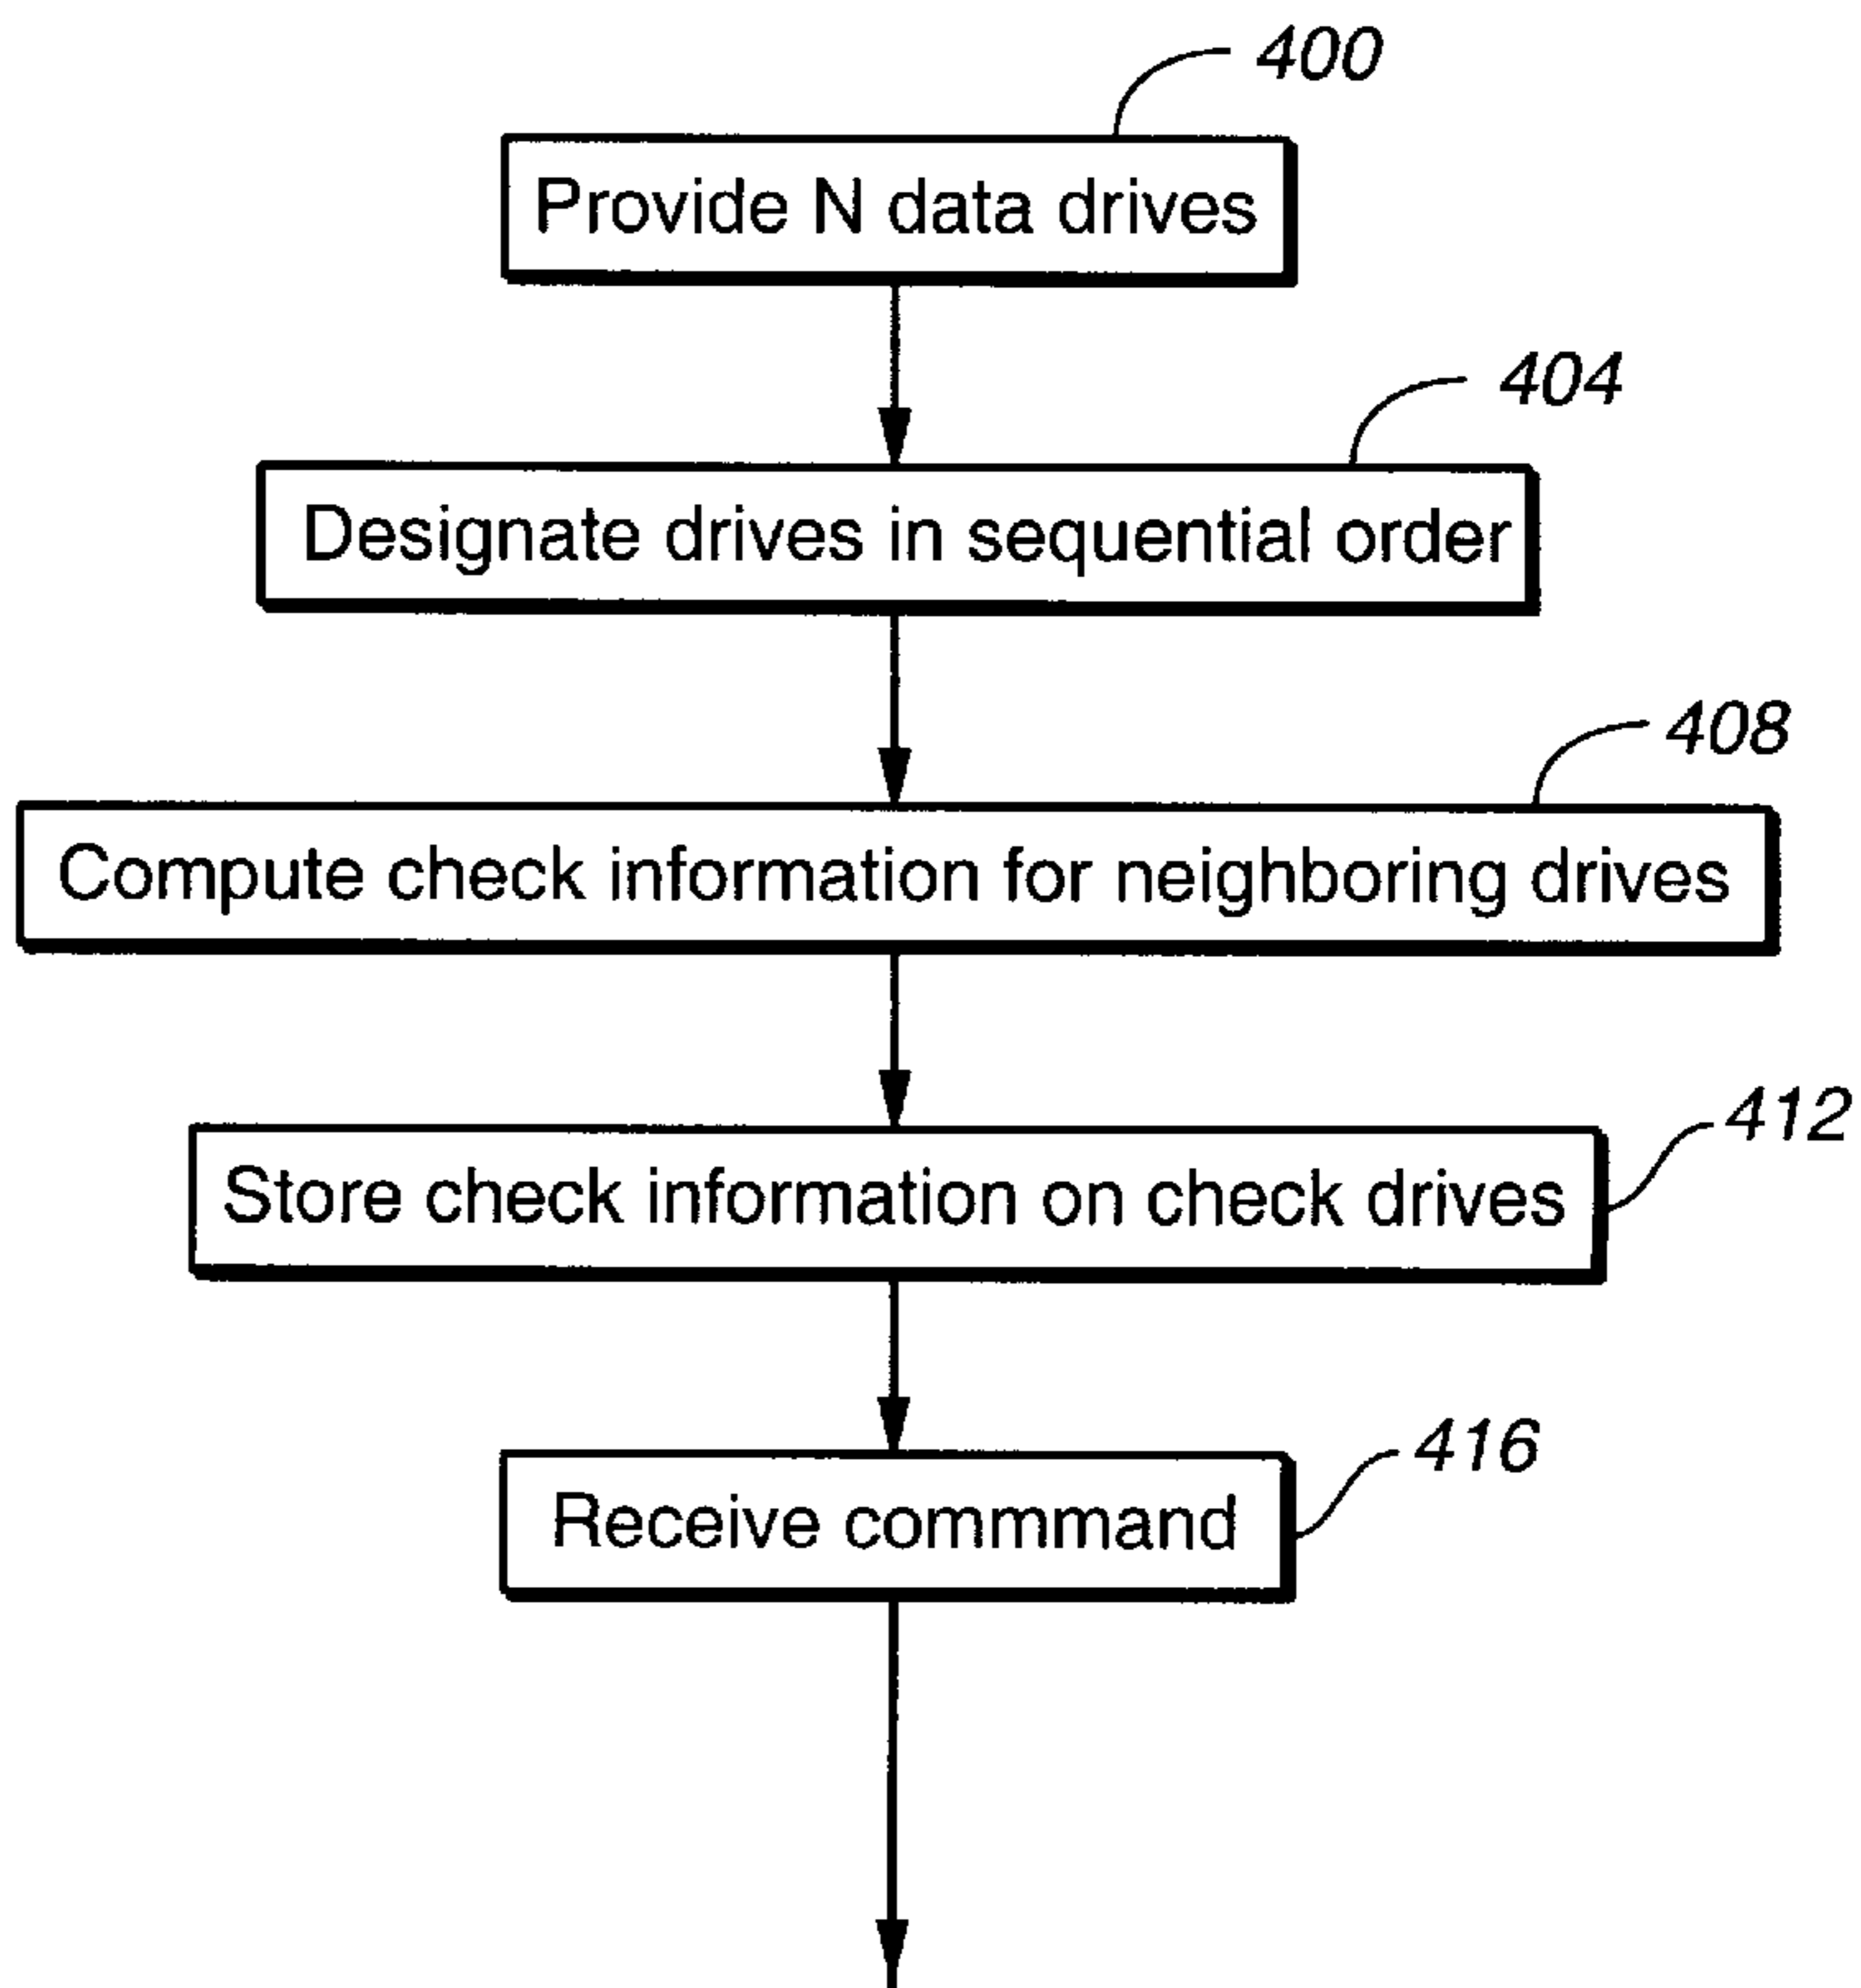 400
Provide N data drives
404
Designate drives in sequential order
408
Compute check information for neighboring drives
412
Store check information on check drives
416
Receive commmand